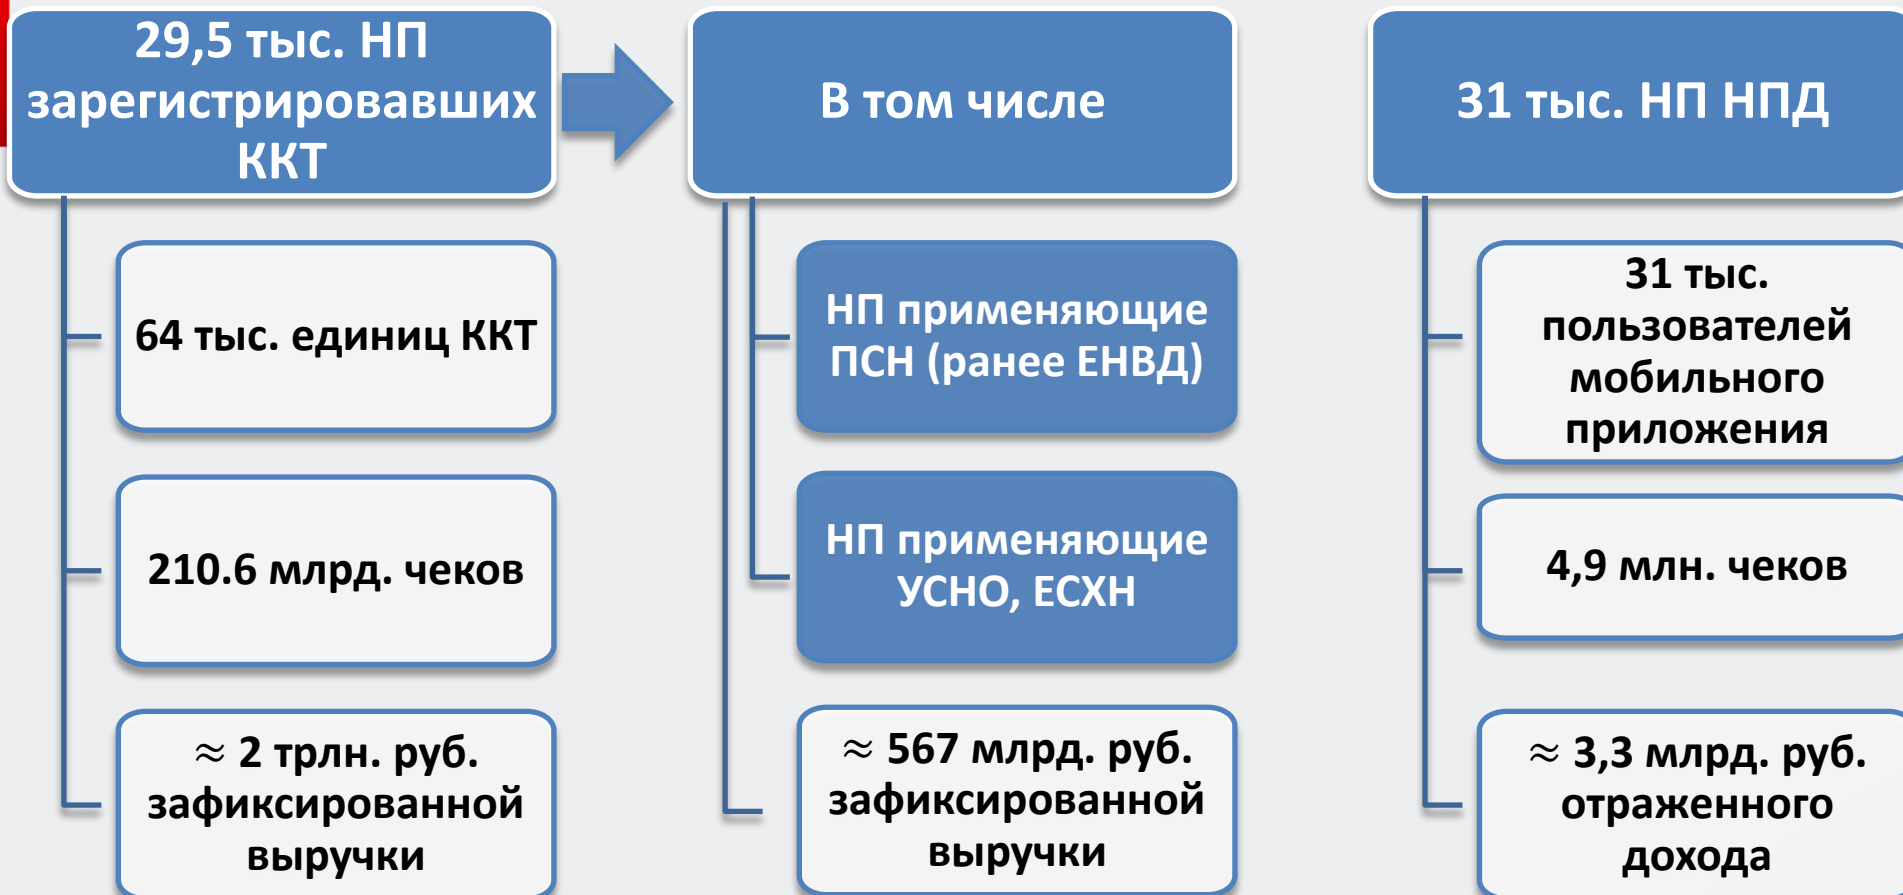 29,5 тыс. НП
зарегистрировавших
ККТ
64 тыс. единиц ККТ
210.6 млрд. чеков
≈ 2 трлн. руб.
зафиксированной
выручки
В том числе
НП применяющие
ПСН (ранее ЕНВД)
НП применяющие
УСНО, ЕСХН
≈ 567 млрд. руб.
зафиксированной
выручки
31 тыс. НП НПД
31 тыс.
пользователей
мобильного
приложения
4,9 млн. чеков
≈ 3,3 млрд. руб.
отраженного
дохода